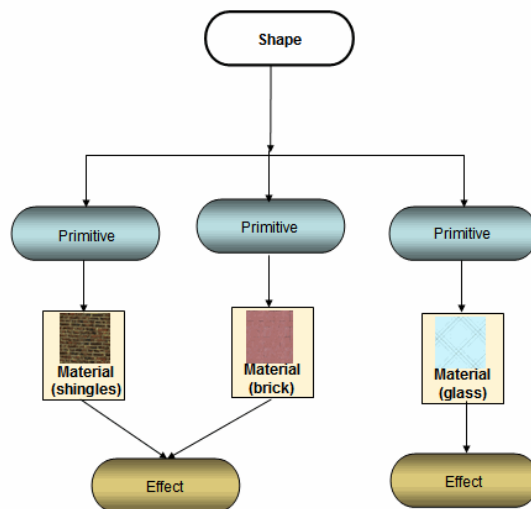 Shape
Primitive
Primitive
Primitive
Material
(shingles)
Material
(brick)
Material
(glass)
Effect
Effect